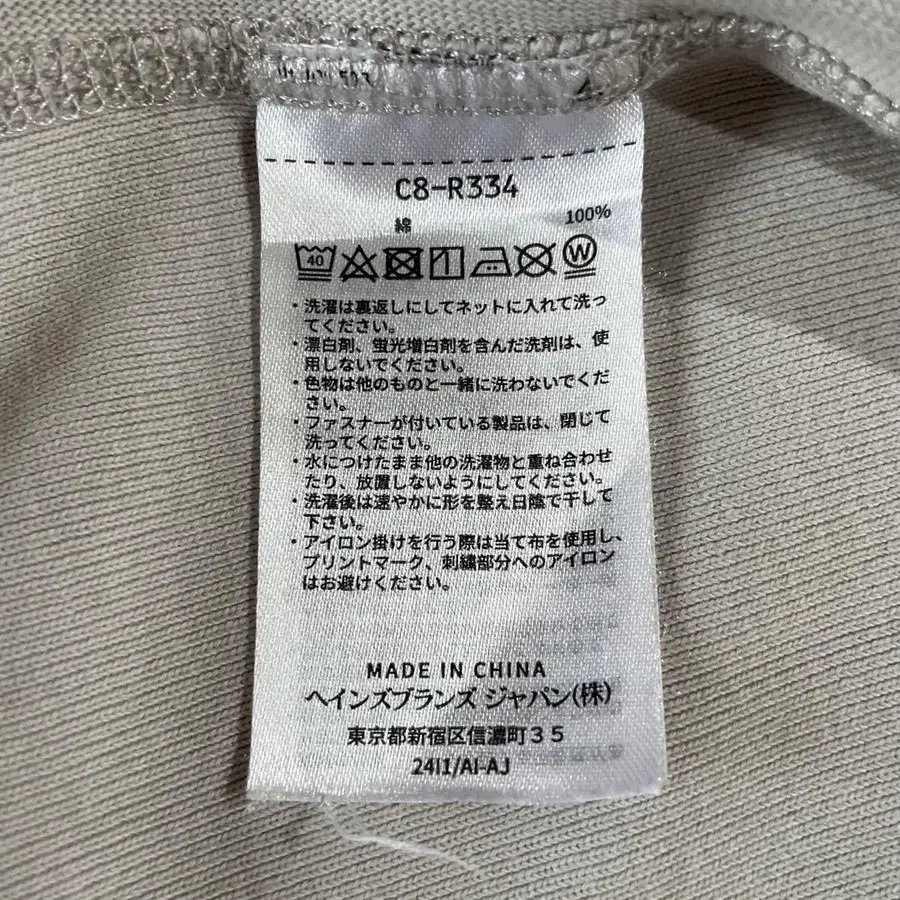 C8-R334
綿 100%
40 W
・洗濯は裏返しにしてネットに入れて洗っ
てください。
・漂白剤、蛍光増白剤を含んだ洗剤は、使
用しないでください。
・色物は他のものと一緒に洗わないでくだ
さい。
・ファスナーが付いている製品は、閉じて
洗ってください。
・水につけたまま他の洗濯物と重ね合わせ
たり、放置しないようにしてください。
・洗濯後は速やかに形を整え日陰で干して
下さい。
・アイロン掛けを行う際は当て布を使用し、
プリントマーク、刺繍部分へのアイロン
はお避けください。
MADE IN CHINA
ヘインズブランズ ジャパン(株)
東京都新宿区信濃町35
24I1/AI-AJ